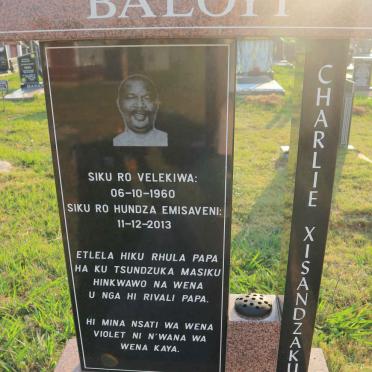 BALOYI
SIKU RO VELEKIWA:
06-10-1960
SIKU RO HUNDZA EMISAVENI:
11-12-2013
ETLELA HIKU RHULA PAPA
HA KU TSUNDZUKA MASIKU
HINKWAWO NA WENA
U NGA HI RIVALI PAPA.
HI MINA NSATI WA WENA
VIOLET NI N'WANA WA
WENA KAYA.
CHARLIE XISANDZAKU